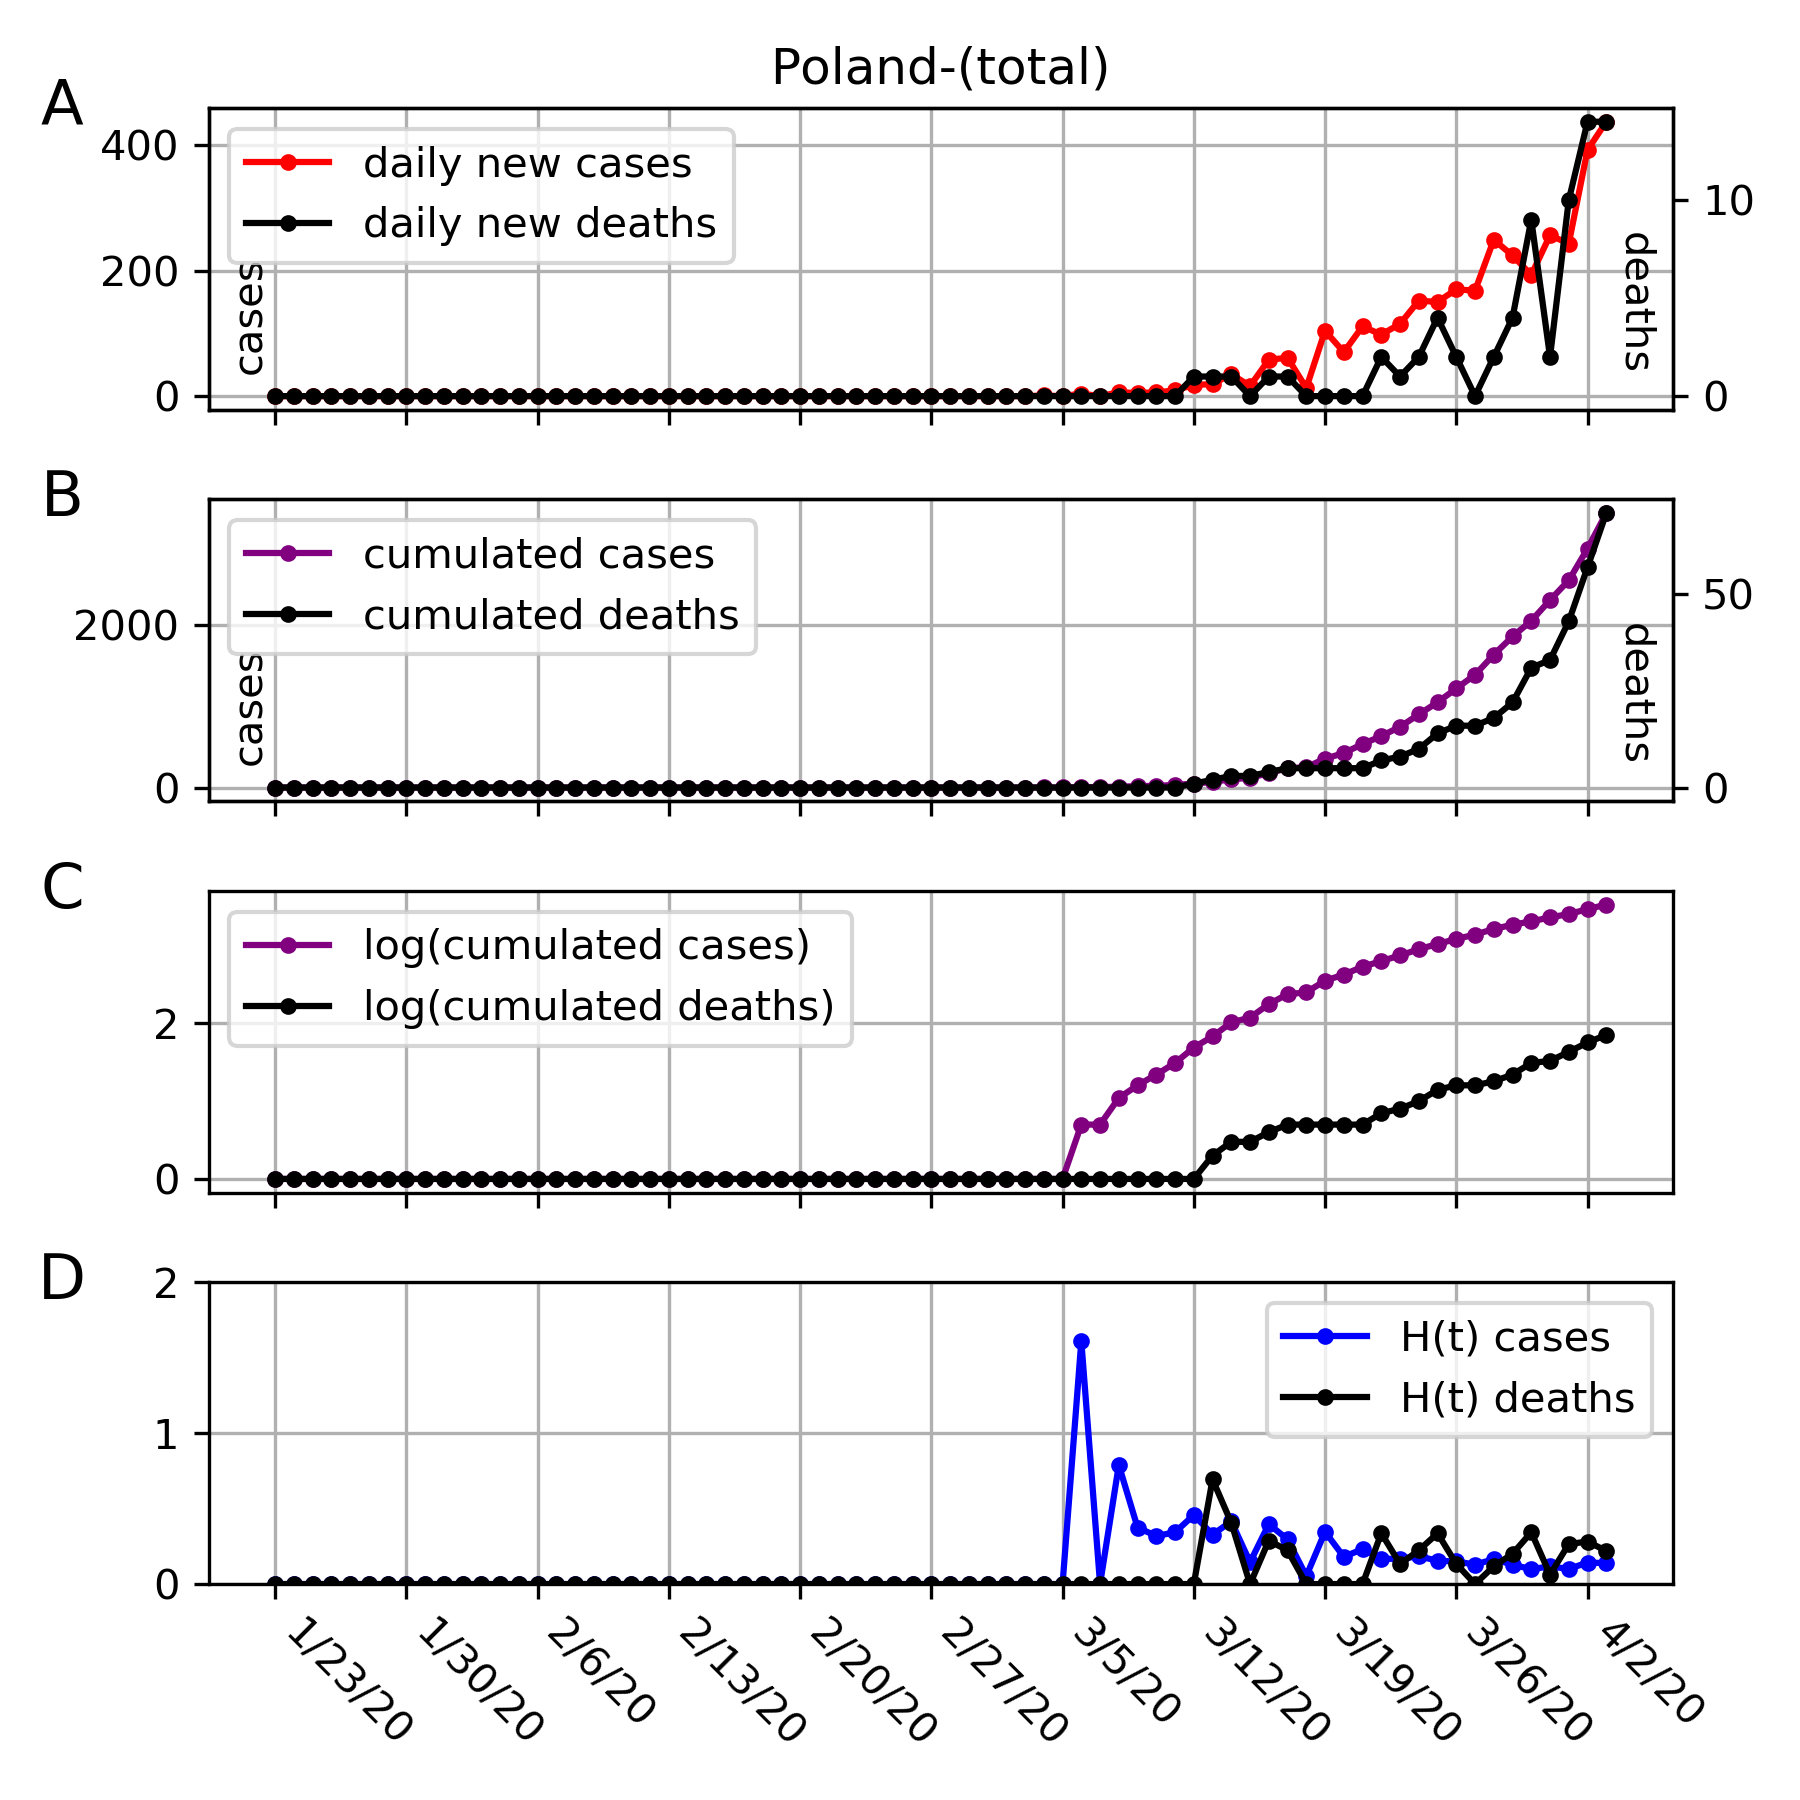 Poland-(total)
A
400
200
0
daily new cases
daily new deaths
cases
10
0
deaths
B
2000
0
cumulated cases
cumulated deaths
cases
50
0
deaths
C
2
0
log(cumulated cases)
log(cumulated deaths)
D
2
1
0
H(t) cases
H(t) deaths
1/23/20
1/30/20
2/6/20
2/13/20
2/20/20
2/27/20
3/5/20
3/12/20
3/19/20
3/26/20
4/2/20